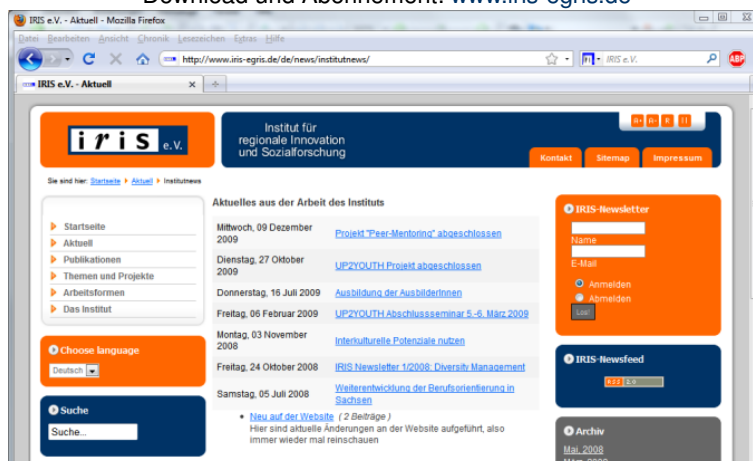 Download und Abonnement: www.iris-egris.de
IRIS e.V. - Aktuell - Mozilla Firefox
Datei Bearbeiten Ansicht Chronik Lesezeichen Extras Hilfe
http://www.iris-egris.de/de/news/institutnews/
IRIS e.V.
ABP
IRIS e.V. - Aktuell
iris e.V.
Institut für
regionale Innovation
und Sozialforschung
A+ A- R
Kontakt Sitemap Impressum
Sie sind hier: Startseite Aktuell Institutnews
Startseite
Aktuell
Publikationen
Themen und Projekte
Arbeitsformen
Das Institut
Choose language
Deutsch
Suche
Suche...
Aktuelles aus der Arbeit des Instituts
Mittwoch, 09 Dezember
2009
Projekt "Peer-Mentoring" abgeschlossen
Dienstag, 27 Oktober
2009
UP2YOUTH Projekt abgeschlossen
Donnerstag, 16 Juli 2009 Ausbildung der AusbilderInnen
Freitag, 06 Februar 2009 UP2YOUTH Abschlussseminar 5.-6. März 2009
Montag, 03 November
2008
Interkulturelle Potenziale nutzen
Freitag, 24 Oktober 2008 IRIS Newsletter 1/2008: Diversity Management
Samstag, 05 Juli 2008
Weiterentwicklung der Berufsorientierung in
Sachsen
• Neu auf der Website ( 2 Beiträge )
Hier sind aktuelle Änderungen an der Website aufgeführt, also
immer wieder mal reinschauen
IRIS-Newsletter
Name
E-Mail
Anmelden
Abmelden
Los!
IRIS-Newsfeed
RSS 2.0
Archiv
Mai, 2008
März, 2008